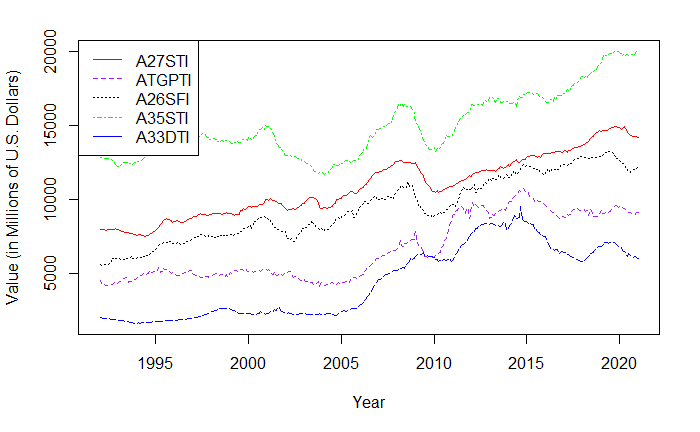 A27STI
ATGPTI
A26SFI
A35STI
A33DTI
Value (in Millions of U.S. Dollars)
20000
15000
10000
5000
1995 2000 2005 2010 2015 2020
Year